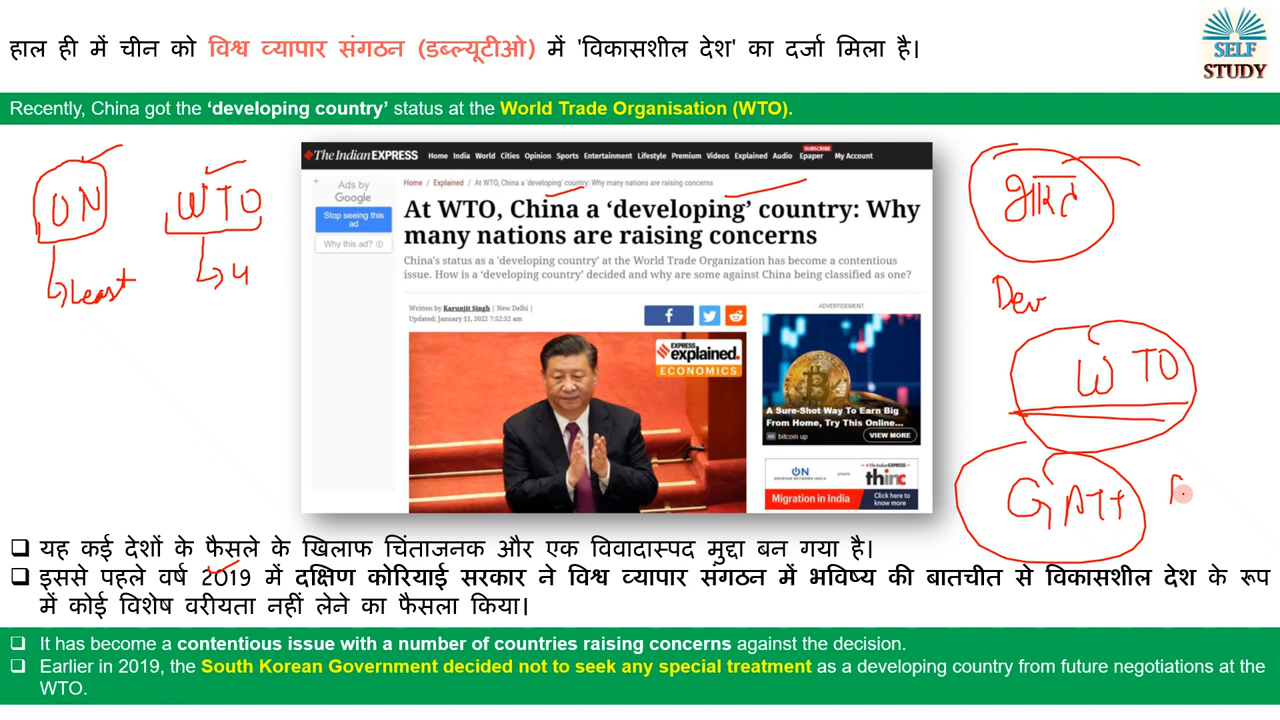 हाल ही में चीन को विश्व व्यापार संगठन (डब्ल्यूटीओ) में 'विकासशील देश' का दर्जा मिला है।
SELF
STUDY
Recently, China got the ‘developing country’ status at the World Trade Organisation (WTO).
The Indian EXPRESS Home India World Cities Opinion Sports Entertainment Lifestyle Premium Videos Explained Audio SUBSCRIBE Epaper My Account
Ads by
Google
Stop seeing this
ad
Why this ad?
Home / Explained / At WTO, China a 'developing' country: Why many nations are raising concerns
At WTO, China a ‘developing’ country: Why
many nations are raising concerns
China's status as a 'developing country' at the World Trade Organization has become a contentious
issue. How is a ‘developing country’ decided and why are some against China being classified as one?
Written by Karunjit Singh | New Delhi |
Updated: January 11, 2022 7:52:52 am
EXPRESS
explained.
ECONOMICS
ADVERTISEMENT
A Sure-Shot Way To Earn Big
From Home, Try This Online...
Ad bitcoin up
VIEW MORE
ON
presents
The Indian EXPRESS
thinc
Migration in India
Click here to
know more
UN
WTO
Least
4
भारत
Dev
WTO
GATT
यह कई देशों के फैसले के खिलाफ चिंताजनक और एक विवादास्पद मुद्दा बन गया है।
इससे पहले वर्ष 2019 में दक्षिण कोरियाई सरकार ने विश्व व्यापार संगठन में भविष्य की बातचीत से विकासशील देश के रूप
में कोई विशेष वरीयता नहीं लेने का फैसला किया।
It has become a contentious issue with a number of countries raising concerns against the decision.
Earlier in 2019, the South Korean Government decided not to seek any special treatment as a developing country from future negotiations at the
WTO.